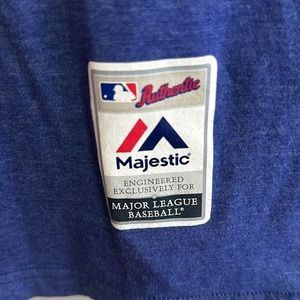 Authentic
Majestic®
ENGINEERED
EXCLUSIVELY FOR
MAJOR LEAGUE
BASEBALL®